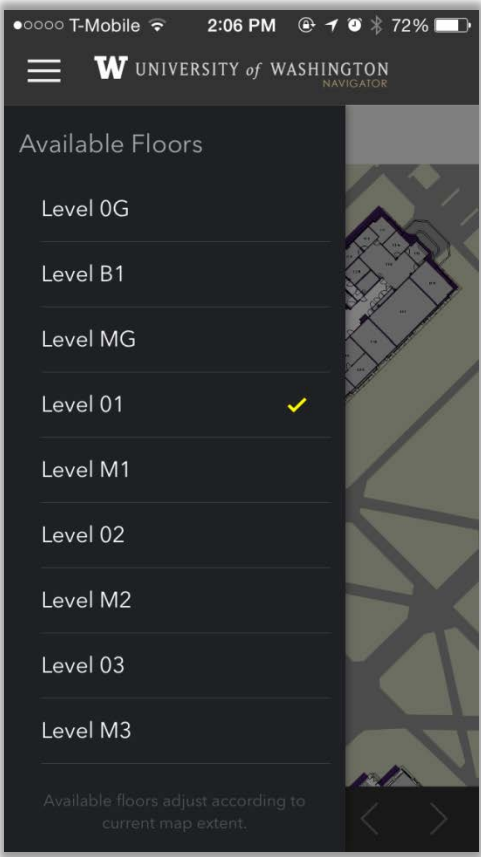 T-Mobile 2:06 PM 72%
W UNIVERSITY of WASHINGTON
NAVIGATOR
Available Floors
Level 0G
Level B1
Level MG
Level 01
Level M1
Level 02
Level M2
Level 03
Level M3
Available floors adjust according to
current map extent.